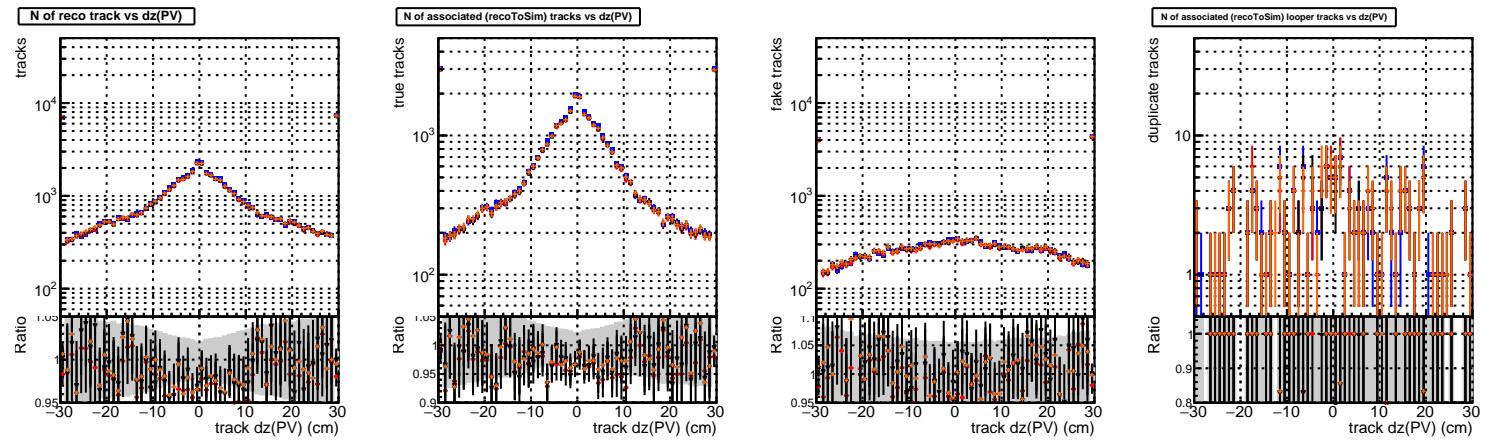 N of reco track vs dz(PV)
tracks
10^4
10^3
10^2
Ratio
1.05
1
0.95
−30 −20 −10 0 10 20 30
track dz(PV) (cm)
N of associated (recoToSim) tracks vs dz(PV)
true tracks
10^3
10^2
Ratio
1.05
1
0.95
0.9
−30 −20 −10 0 10 20 30
track dz(PV) (cm)
fake tracks
10^4
10^3
10^2
Ratio
1.1
1.05
1
0.95
−30 −20 −10 0 10 20 30
track dz(PV) (cm)
N of associated (recoToSim) looper tracks vs dz(PV)
duplicate tracks
10
1
Ratio
1
0.9
0.8
−30 −20 −10 0 10 20 30
track dz(PV) (cm)